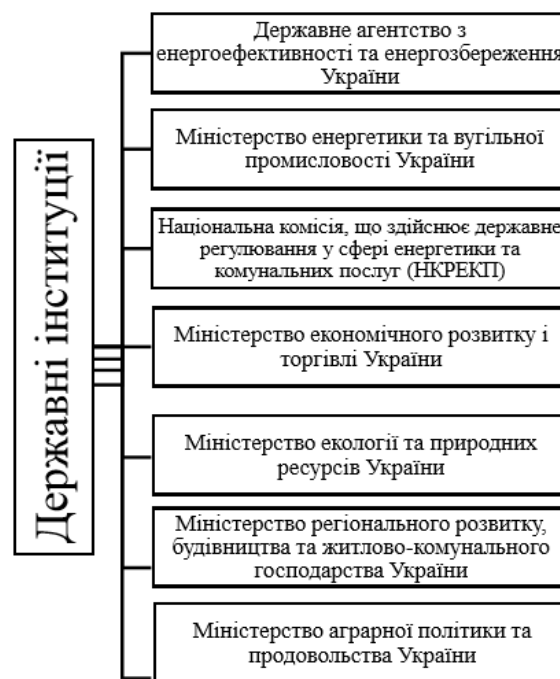 Державні інституції
Державне агентство з
енергоефективності та енергозбереження
України
Міністерство енергетики та вугільної
промисловості України
Національна комісія, що здійснює державне
регулювання у сфері енергетики та
комунальних послуг (НКРЕКП)
Міністерство економічного розвитку і
торгівлі України
Міністерство екології та природних
ресурсів України
Міністерство регіонального розвитку,
будівництва та житлово-комунального
господарства України
Міністерство аграрної політики та
продовольства України